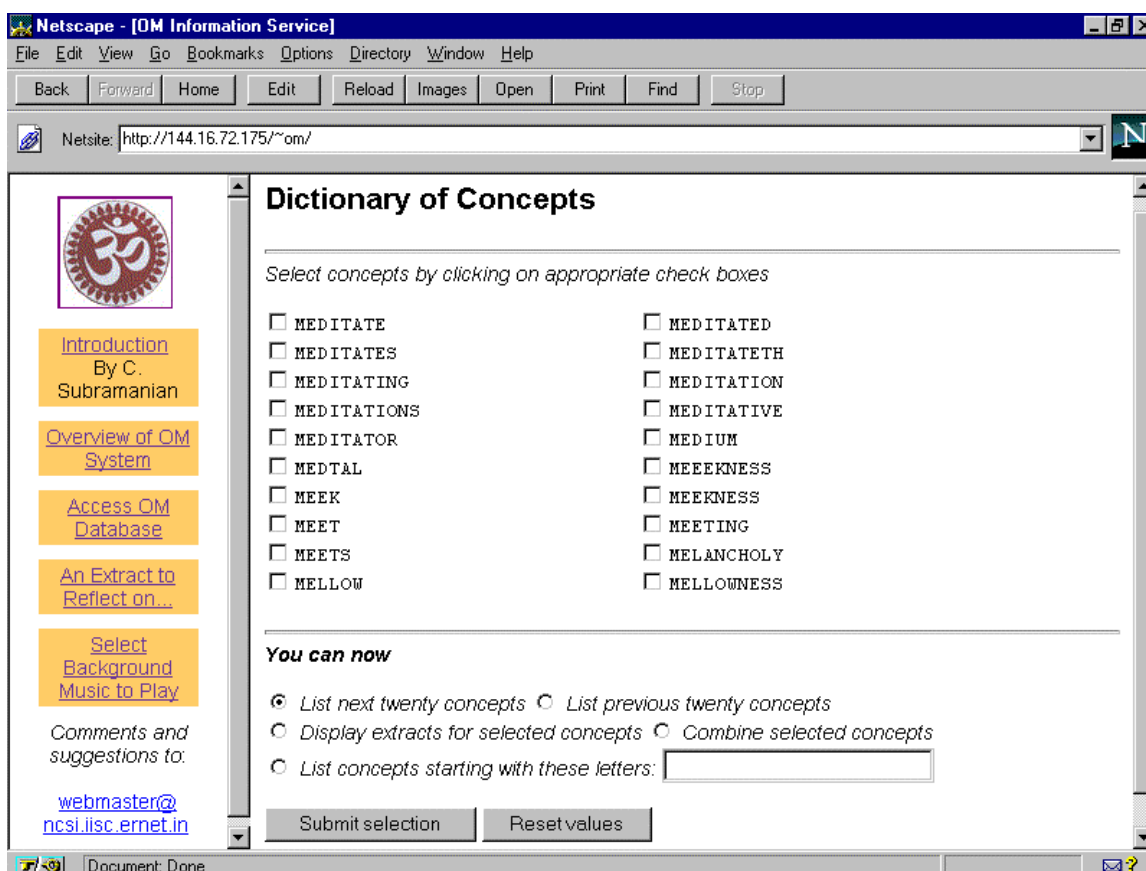 Netscape - [OM Information Service]
File Edit View Go Bookmarks Options Directory Window Help
Back Forward Home Edit Reload Images Open Print Find Stop
Netsite: http://144.16.72.175/~om/
N
ॐ
Introduction
By C.
Subramanian
Overview of OM
System
Access OM
Database
An Extract to
Reflect on...
Select
Background
Music to Play
Comments and
suggestions to:
webmaster@
ncsi.iisc.ernet.in
Dictionary of Concepts
Select concepts by clicking on appropriate check boxes
MEDITATE MEDITATED
MEDITATES MEDITATETH
MEDITATING MEDITATION
MEDITATIONS MEDITATIVE
MEDITATOR MEDIUM
MEDTAL MEEEKNESS
MEEK MEEKNESS
MEET MEETING
MEETS MELANCHOLY
MELLOW MELLOWNESS
You can now
List next twenty concepts List previous twenty concepts
Display extracts for selected concepts Combine selected concepts
List concepts starting with these letters:
Submit selection Reset values
Document: Done
?